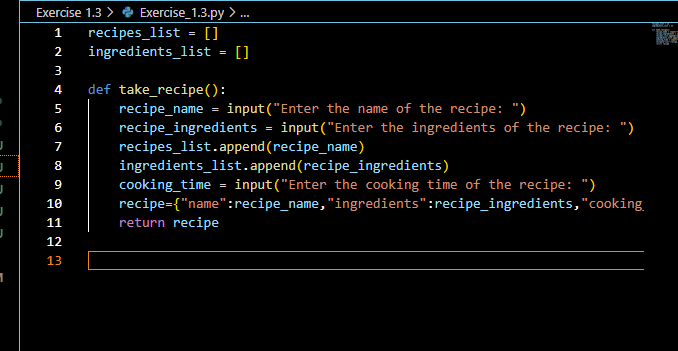 Exercise 1.3 > Exercise_1.3.py > ...
1 recipes_list = []
2 ingredients_list = []
3
4 def take_recipe():
5     recipe_name = input("Enter the name of the recipe: ")
6     recipe_ingredients = input("Enter the ingredients of the recipe: ")
7     recipes_list.append(recipe_name)
8     ingredients_list.append(recipe_ingredients)
9     cooking_time = input("Enter the cooking time of the recipe: ")
10     recipe={"name":recipe_name,"ingredients":recipe_ingredients,"cooking_
11     return recipe
12
13